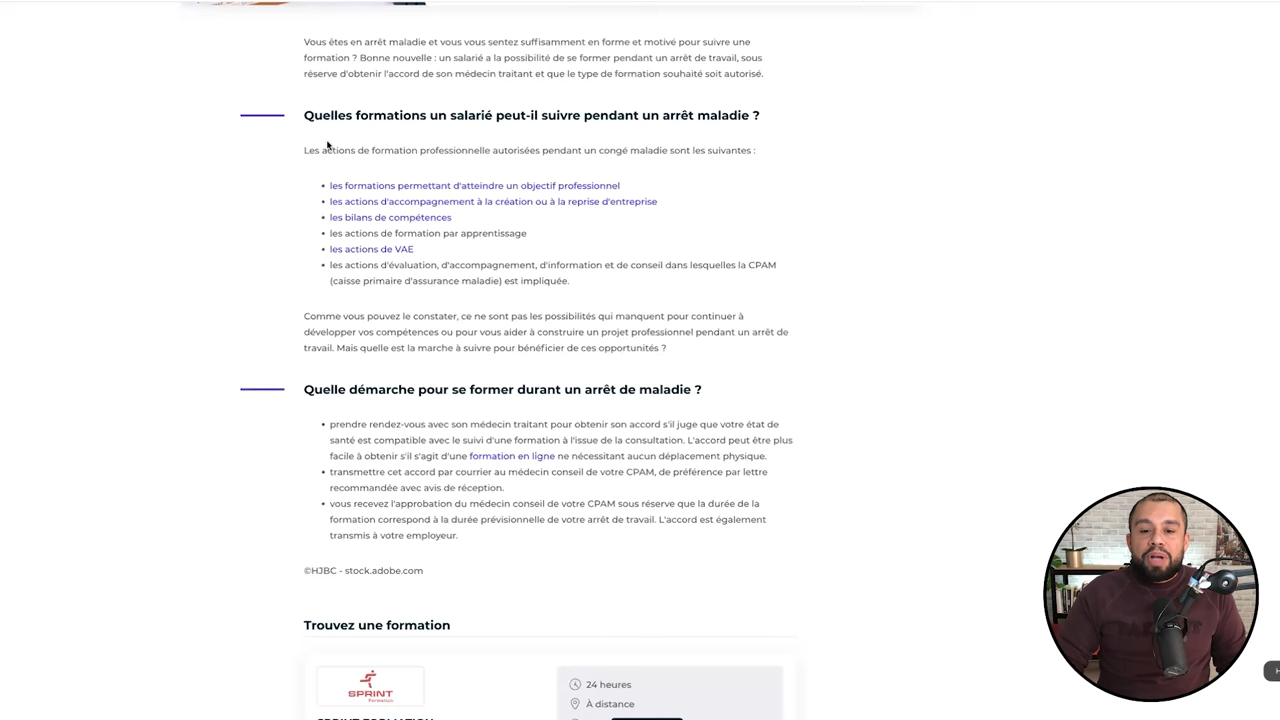 Vous êtes en arrêt maladie et vous vous sentez suffisamment en forme et motivé pour suivre une
formation ? Bonne nouvelle : un salarié a la possibilité de se former pendant un arrêt de travail, sous
réserve d'obtenir l'accord de son médecin traitant et que le type de formation souhaité soit autorisé.
Quelles formations un salarié peut-il suivre pendant un arrêt maladie ?
Les actions de formation professionnelle autorisées pendant un congé maladie sont les suivantes :
• les formations permettant d'atteindre un objectif professionnel
• les actions d'accompagnement à la création ou à la reprise d'entreprise
• les bilans de compétences
• les actions de formation par apprentissage
• les actions de VAE
• les actions d'évaluation, d'accompagnement, d'information et de conseil dans lesquelles la CPAM
(caisse primaire d'assurance maladie) est impliquée.
Comme vous pouvez le constater, ce ne sont pas les possibilités qui manquent pour continuer à
développer vos compétences ou pour vous aider à construire un projet professionnel pendant un arrêt de
travail. Mais quelle est la marche à suivre pour bénéficier de ces opportunités ?
Quelle démarche pour se former durant un arrêt de maladie ?
• prendre rendez-vous avec son médecin traitant pour obtenir son accord s'il juge que votre état de
santé est compatible avec le suivi d'une formation à l'issue de la consultation. L'accord peut être plus
facile à obtenir s'il s'agit d'une formation en ligne ne nécessitant aucun déplacement physique.
• transmettre cet accord par courrier au médecin conseil de votre CPAM, de préférence par lettre
recommandée avec avis de réception.
• vous recevez l'approbation du médecin conseil de votre CPAM sous réserve que la durée de la
formation correspond à la durée prévisionnelle de votre arrêt de travail. L'accord est également
transmis à votre employeur.
©HJBC - stock.adobe.com
Trouvez une formation
SPRINT
Formation
24 heures
À distance